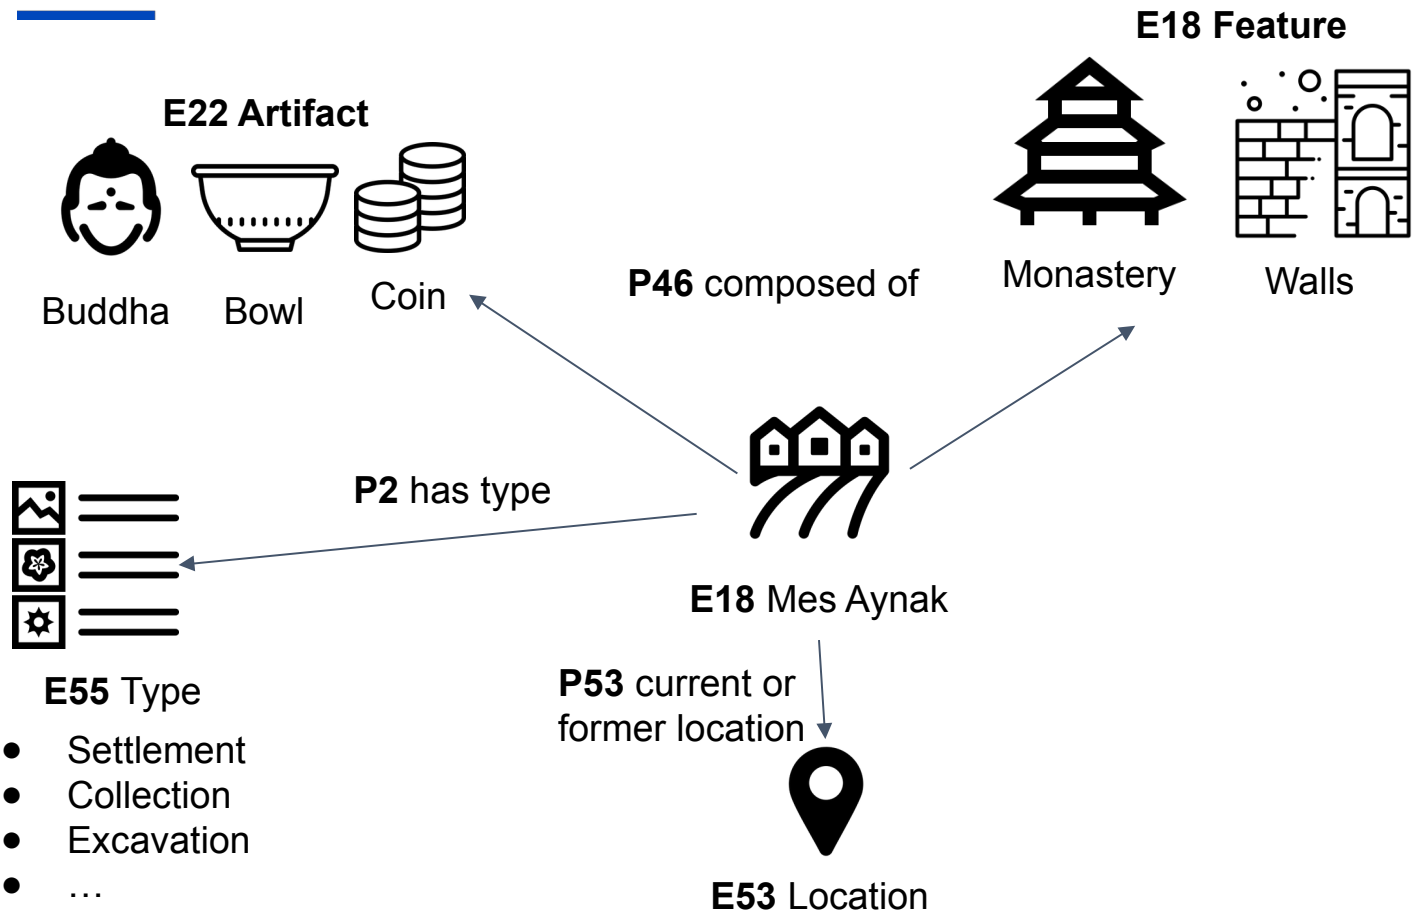 E18 Feature
E22 Artifact
Buddha
Bowl
Coin
P46 composed of
Monastery
Walls
P2 has type
E18 Mes Aynak
E55 Type
● Settlement
● Collection
● Excavation
● …
P53 current or
former location
E53 Location